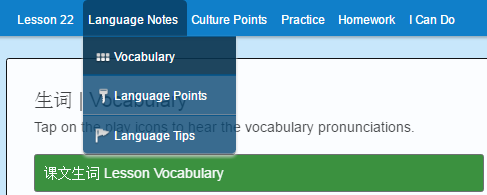 Lesson 22 Language Notes Culture Points Practice Homework I Can Do
Vocabulary
Language Points
Language Tips
生词 | Vocabulary
Tap on the play icons to hear the vocabulary pronunciations.
课文生词 Lesson Vocabulary